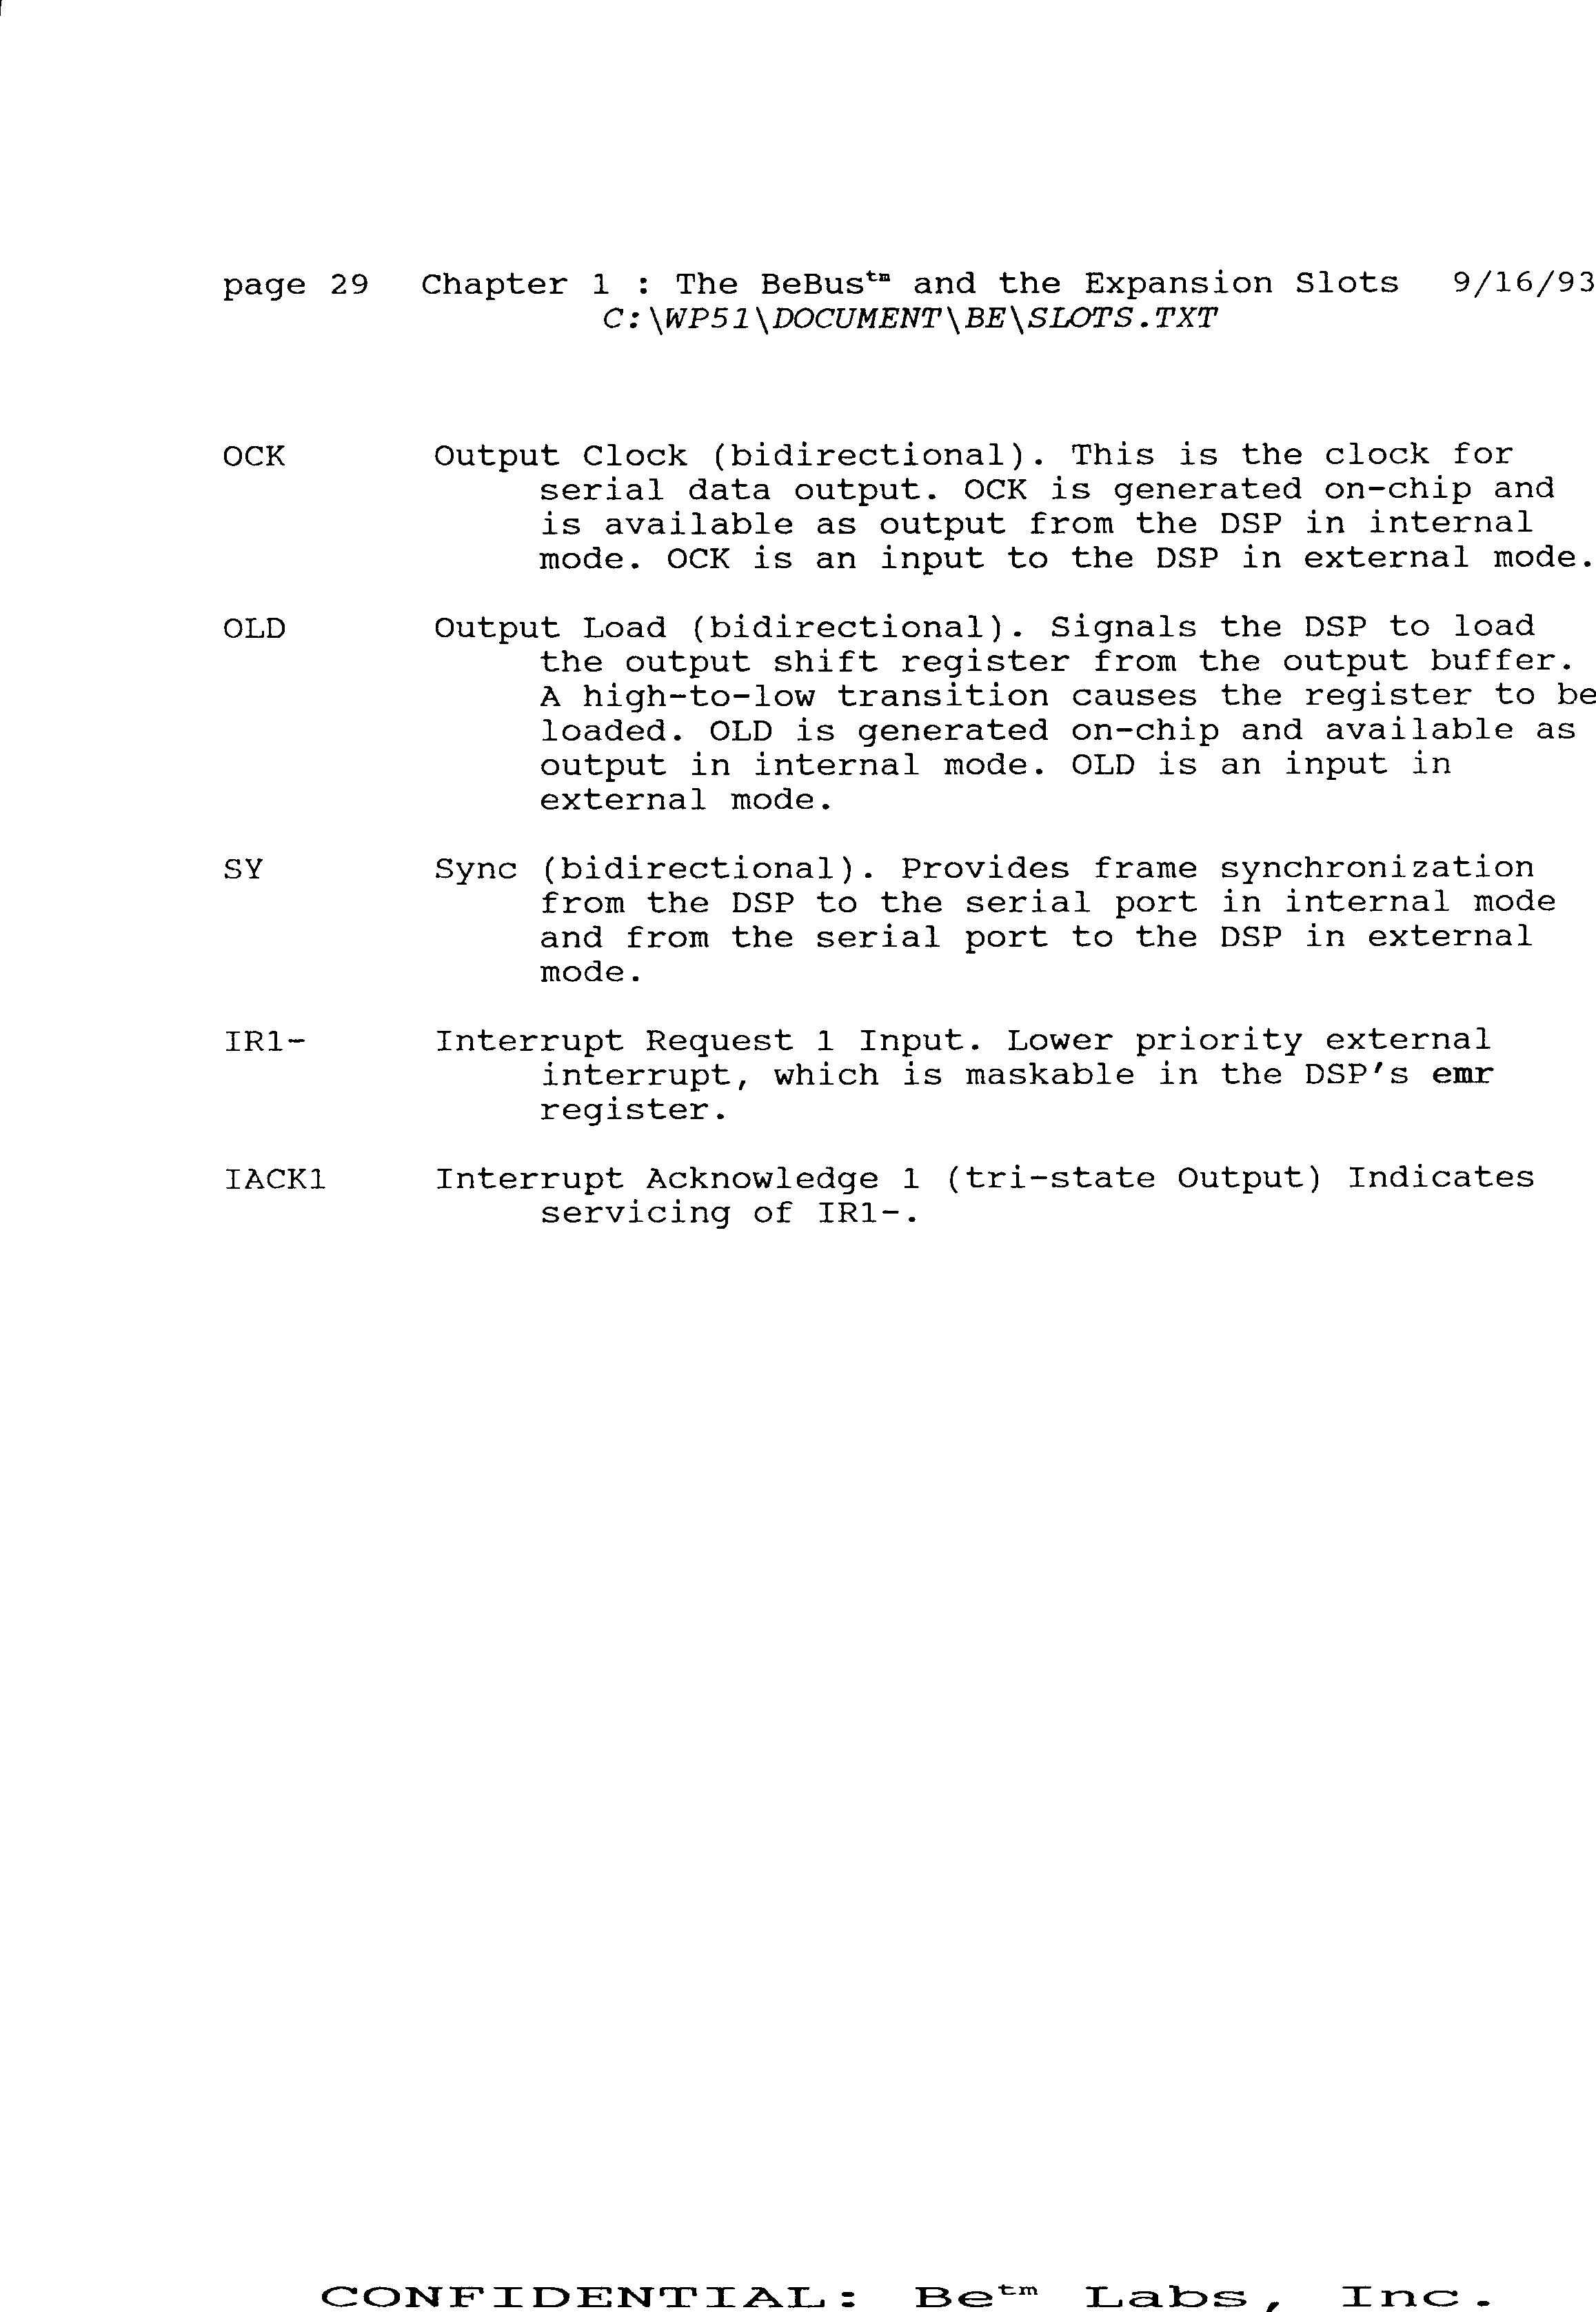 page 29 Chapter 1 : The BeBus™ and the Expansion Slots 9/16/93
C:\WP51\DOCUMENT\BE\SLOTS.TXT
OCK Output Clock (bidirectional). This is the clock for
serial data output. OCK is generated on-chip and
is available as output from the DSP in internal
mode. OCK is an input to the DSP in external mode.
OLD Output Load (bidirectional). Signals the DSP to load
the output shift register from the output buffer.
A high-to-low transition causes the register to be
loaded. OLD is generated on-chip and available as
output in internal mode. OLD is an input in
external mode.
SY Sync (bidirectional). Provides frame synchronization
from the DSP to the serial port in internal mode
and from the serial port to the DSP in external
mode.
IR1- Interrupt Request 1 Input. Lower priority external
interrupt, which is maskable in the DSP's emr
register.
IACK1 Interrupt Acknowledge 1 (tri-state Output) Indicates
servicing of IR1-.
CONFIDENTIAL: Be™ Labs, Inc.